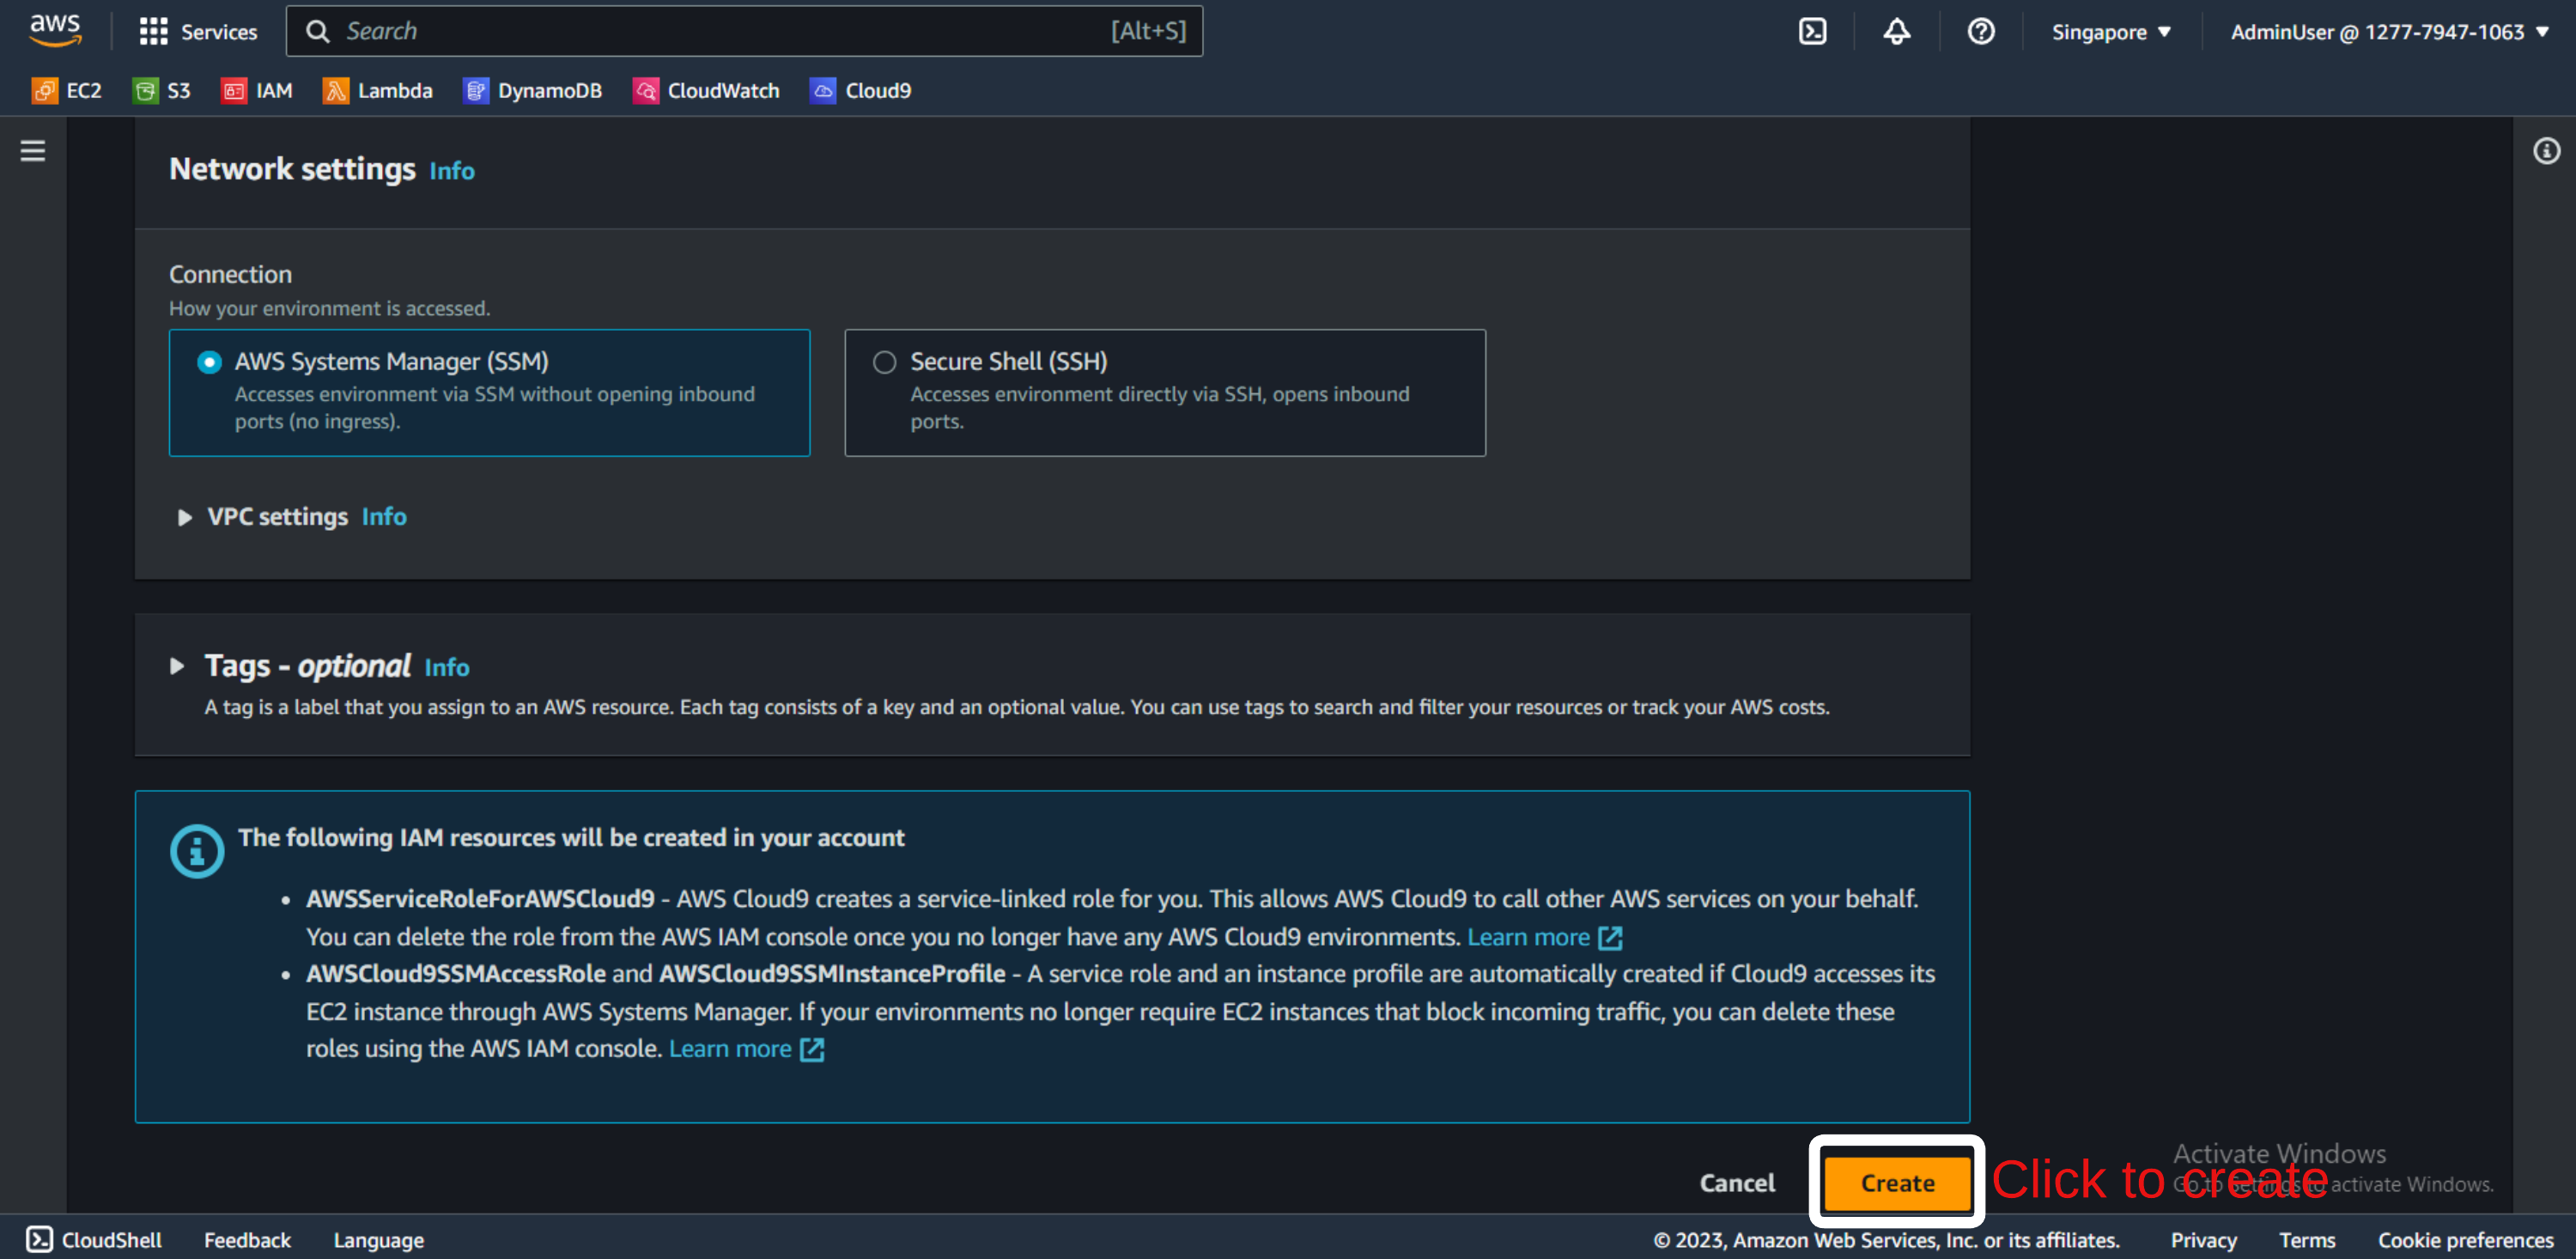 aws
Services
Search [Alt+S]
Singapore ▼
AdminUser @ 1277-7947-1063 ▼
EC2 S3 IAM Lambda DynamoDB CloudWatch Cloud9
Network settings Info
Connection
How your environment is accessed.
AWS Systems Manager (SSM)
Accesses environment via SSM without opening inbound
ports (no ingress).
Secure Shell (SSH)
Accesses environment directly via SSH, opens inbound
ports.
VPC settings Info
Tags - optional Info
A tag is a label that you assign to an AWS resource. Each tag consists of a key and an optional value. You can use tags to search and filter your resources or track your AWS costs.
The following IAM resources will be created in your account
• AWSServiceRoleForAWSCloud9 - AWS Cloud9 creates a service-linked role for you. This allows AWS Cloud9 to call other AWS services on your behalf.
You can delete the role from the AWS IAM console once you no longer have any AWS Cloud9 environments. Learn more
• AWSCloud9SSMAccessRole and AWSCloud9SSMInstanceProfile - A service role and an instance profile are automatically created if Cloud9 accesses its
EC2 instance through AWS Systems Manager. If your environments no longer require EC2 instances that block incoming traffic, you can delete these
roles using the AWS IAM console. Learn more
Activate Windows
Go to Settings to activate Windows.
Cancel Create Click to create
CloudShell Feedback Language
© 2023, Amazon Web Services, Inc. or its affiliates. Privacy Terms Cookie preferences